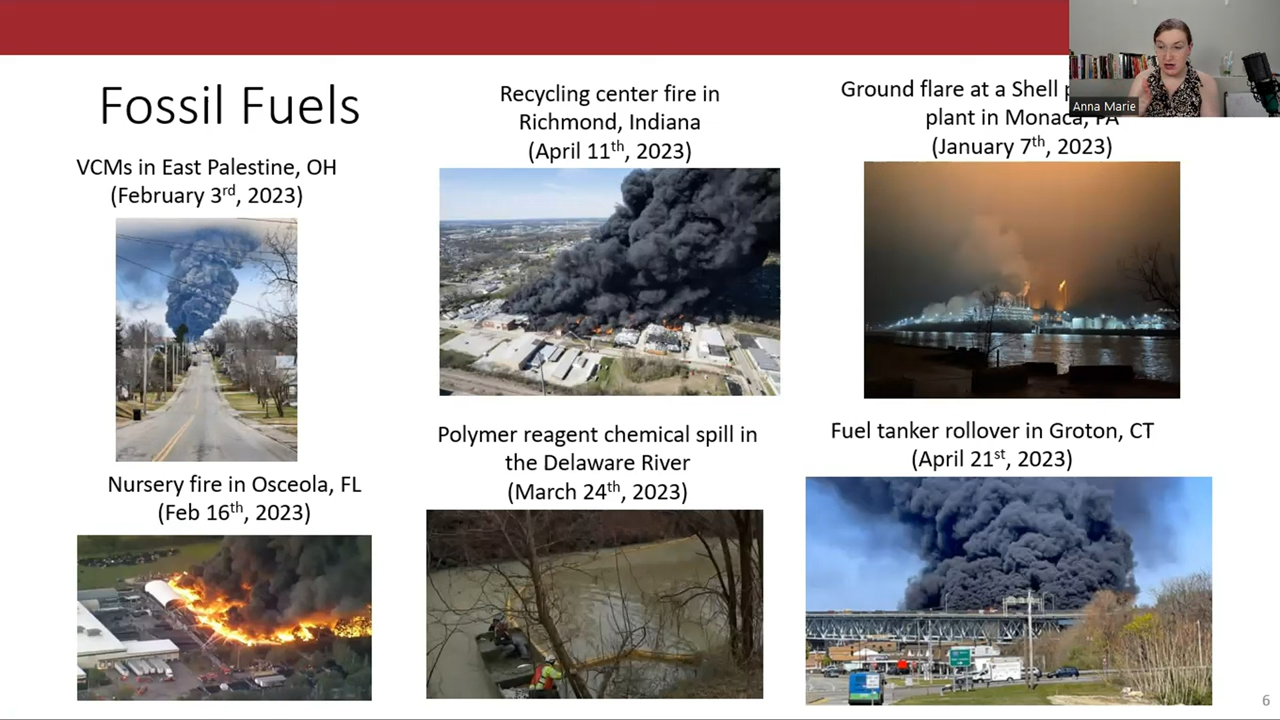 Fossil Fuels
VCMs in East Palestine, OH
(February 3rd, 2023)
Nursery fire in Osceola, FL
(Feb 16th, 2023)
Recycling center fire in
Richmond, Indiana
(April 11th, 2023)
Polymer reagent chemical spill in
the Delaware River
(March 24th, 2023)
Ground flare at a Shell
plant in Monaca, PA
(January 7th, 2023)
Fuel tanker rollover in Groton, CT
(April 21st, 2023)
Anna Marie
6